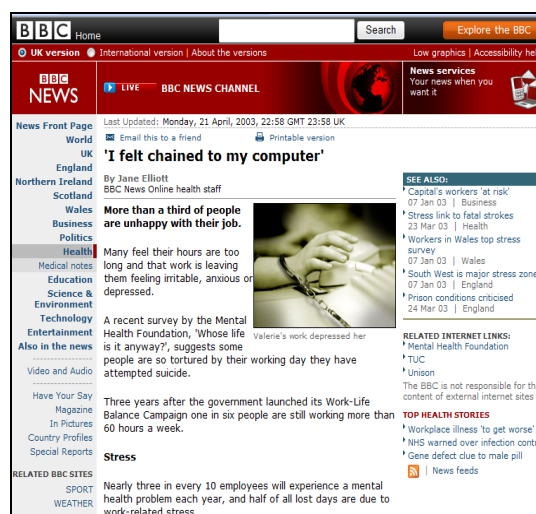 BBC Home
Search
Explore the BBC
UK version International version | About the versions
Low graphics | Accessibility
BBC
NEWS
LIVE BBC NEWS CHANNEL
News services
Your news when you
want it
News Front Page
World
UK
England
Northern Ireland
Scotland
Wales
Business
Politics
Health
Medical notes
Education
Science &
Environment
Technology
Entertainment
Also in the news
Video and Audio
Have Your Say
Magazine
In Pictures
Country Profiles
Special Reports
RELATED BBC SITES
SPORT
WEATHER
Last Updated: Monday, 21 April, 2003, 22:58 GMT 23:58 UK
Email this to a friend Printable version
'I felt chained to my computer'
By Jane Elliott
BBC News Online health staff
More than a third of people
are unhappy with their job.
Many feel their hours are too
long and that work is leaving
them feeling irritable, anxious or
depressed.
Valerie's work depressed her
A recent survey by the Mental
Health Foundation, 'Whose life
is it anyway?', suggests some
people are so tortured by their working day they have
attempted suicide.
Three years after the government launched its Work-Life
Balance Campaign one in six people are still working more than
60 hours a week.
Stress
Nearly three in every 10 employees will experience a mental
health problem each year, and half of all lost days are due to
work-related stress
SEE ALSO:
Capital's workers 'at risk'
07 Jan 03 | Business
Stress link to fatal strokes
23 Mar 03 | Health
Workers in Wales top stress
survey
07 Jan 03 | Wales
South West is major stress zone
07 Jan 03 | England
Prison conditions criticised
24 Mar 03 | England
RELATED INTERNET LINKS:
Mental Health Foundation
TUC
Unison
The BBC is not responsible for th
content of external internet sites
TOP HEALTH STORIES
Workplace illness 'to get worse'
NHS warned over infection cont
Gene defect clue to male pill
News feeds